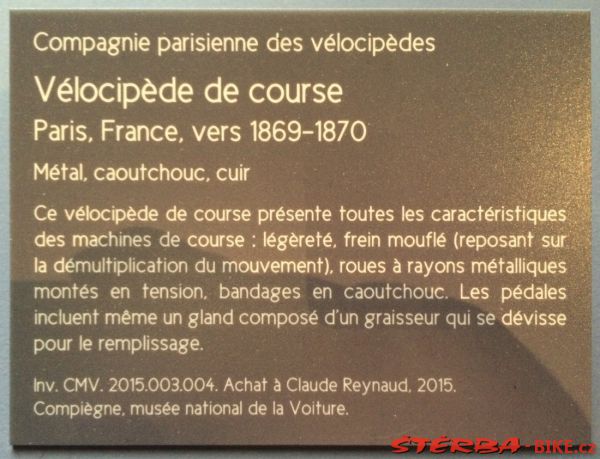 Compagnie parisienne des vélocipèdes
Vélocipède de course
Paris, France, vers 1869-1870
Métal, caoutchouc, cuir
Ce vélocipède de course présente toutes les caractéristiques
des machines de course : légèreté, frein mouflé (reposant sur
la démultiplication du mouvement), roues à rayons métalliques
montés en tension, bandages en caoutchouc. Les pédales
incluent même un gland composé d'un graisseur qui se dévisse
pour le remplissage.
Inv. CMV. 2015.003.004. Achat à Claude Reynaud, 2015.
Compiègne, musée national de la Voiture.
ŠTĚRBA-BIKE.cz